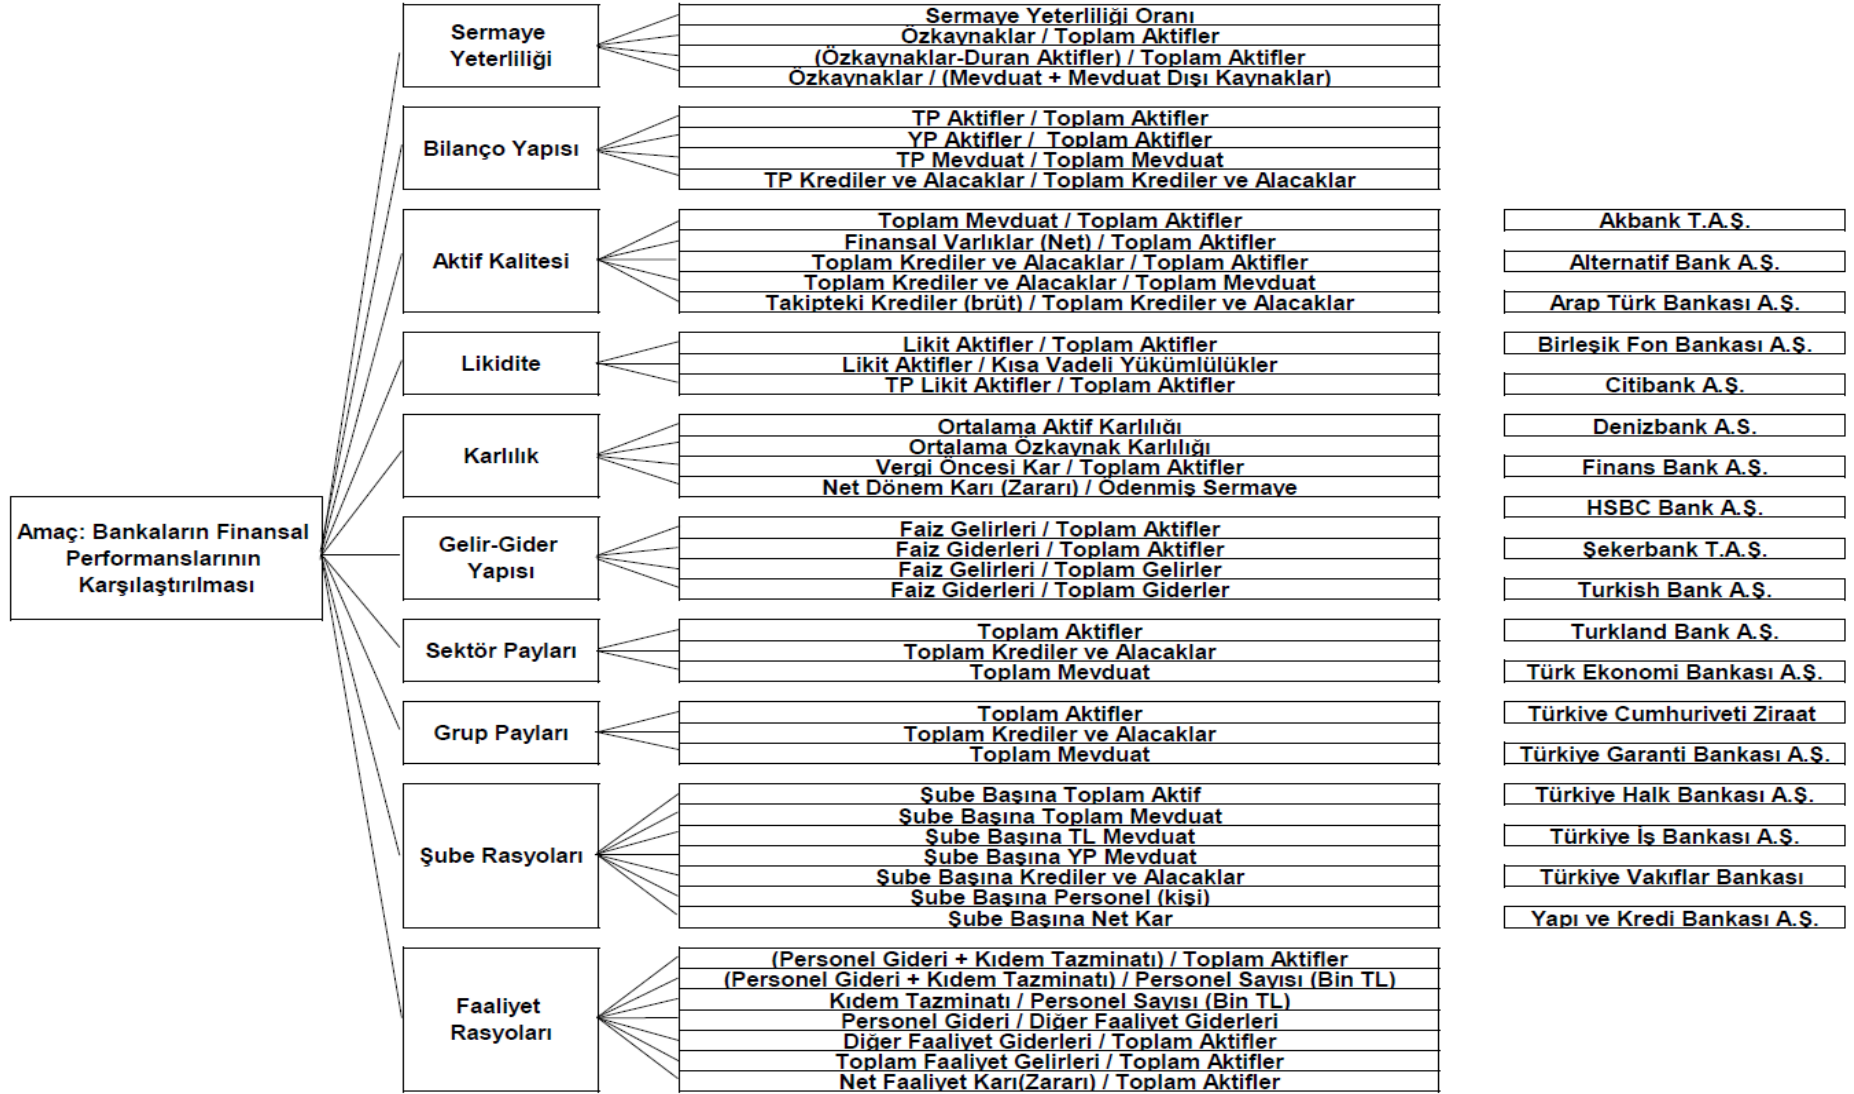 Amaç: Bankaların Finansal
Performanslarının
Karşılaştırılması
Sermaye
Yeterliliği
Sermaye Yeterliliği Oranı
Özkaynaklar / Toplam Aktifler
(Özkaynaklar-Duran Aktifler) / Toplam Aktifler
Özkaynaklar / (Mevduat + Mevduat Dışı Kaynaklar)
Bilanço Yapısı
TP Aktifler / Toplam Aktifler
YP Aktifler / Toplam Aktifler
TP Mevduat / Toplam Mevduat
TP Krediler ve Alacaklar / Toplam Krediler ve Alacaklar
Aktif Kalitesi
Toplam Mevduat / Toplam Aktifler
Finansal Varlıklar (Net) / Toplam Aktifler
Toplam Krediler ve Alacaklar / Toplam Aktifler
Toplam Krediler ve Alacaklar / Toplam Mevduat
Takipteki Krediler (brüt) / Toplam Krediler ve Alacaklar
Likidite
Likit Aktifler / Toplam Aktifler
Likit Aktifler / Kısa Vadeli Yükümlülükler
TP Likit Aktifler / Toplam Aktifler
Karlılık
Ortalama Aktif Karlılığı
Ortalama Özkaynak Karlılığı
Vergi Öncesi Kar / Toplam Aktifler
Net Dönem Karı (Zararı) / Ödenmiş Sermaye
Gelir-Gider
Yapısı
Faiz Gelirleri / Toplam Aktifler
Faiz Giderleri / Toplam Aktifler
Faiz Gelirleri / Toplam Gelirler
Faiz Giderleri / Toplam Giderler
Sektör Payları
Toplam Aktifler
Toplam Krediler ve Alacaklar
Toplam Mevduat
Grup Payları
Toplam Aktifler
Toplam Krediler ve Alacaklar
Toplam Mevduat
Şube Rasyoları
Şube Başına Toplam Aktif
Şube Başına Toplam Mevduat
Şube Başına TL Mevduat
Şube Başına YP Mevduat
Şube Başına Krediler ve Alacaklar
Şube Başına Personel (kişi)
Şube Başına Net Kar
Faaliyet
Rasyoları
(Personel Gideri + Kıdem Tazminatı) / Toplam Aktifler
(Personel Gideri + Kıdem Tazminatı) / Personel Sayısı (Bin TL)
Kıdem Tazminatı / Personel Sayısı (Bin TL)
Personel Gideri / Diğer Faaliyet Giderleri
Diğer Faaliyet Giderleri / Toplam Aktifler
Toplam Faaliyet Gelirleri / Toplam Aktifler
Net Faaliyet Karı(Zararı) / Toplam Aktifler
Akbank T.A.Ş.
Alternatif Bank A.Ş.
Arap Türk Bankası A.Ş.
Birleşik Fon Bankası A.Ş.
Citibank A.Ş.
Denizbank A.Ş.
Finans Bank A.Ş.
HSBC Bank A.Ş.
Şekerbank T.A.Ş.
Turkish Bank A.Ş.
Turkland Bank A.Ş.
Türk Ekonomi Bankası A.Ş.
Türkiye Cumhuriyeti Ziraat
Türkiye Garanti Bankası A.Ş.
Türkiye Halk Bankası A.Ş.
Türkiye İş Bankası A.Ş.
Türkiye Vakıflar Bankası
Yapı ve Kredi Bankası A.Ş.